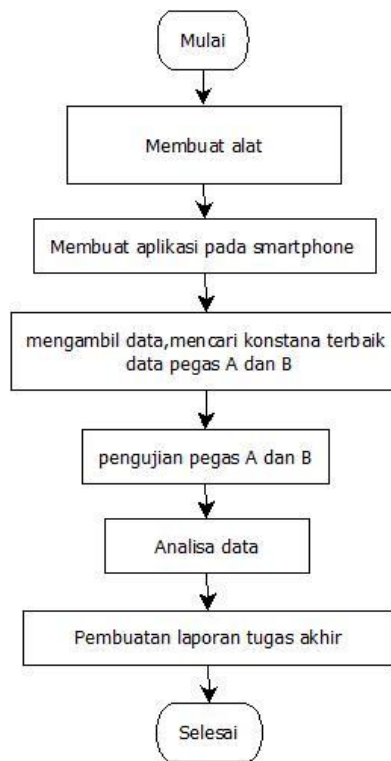 Mulai
Membuat alat
Membuat aplikasi pada smartphone
mengambil data,mencari konstana terbaik
data pegas A dan B
pengujian pegas A dan B
Analisa data
Pembuatan laporan tugas akhir
Selesai